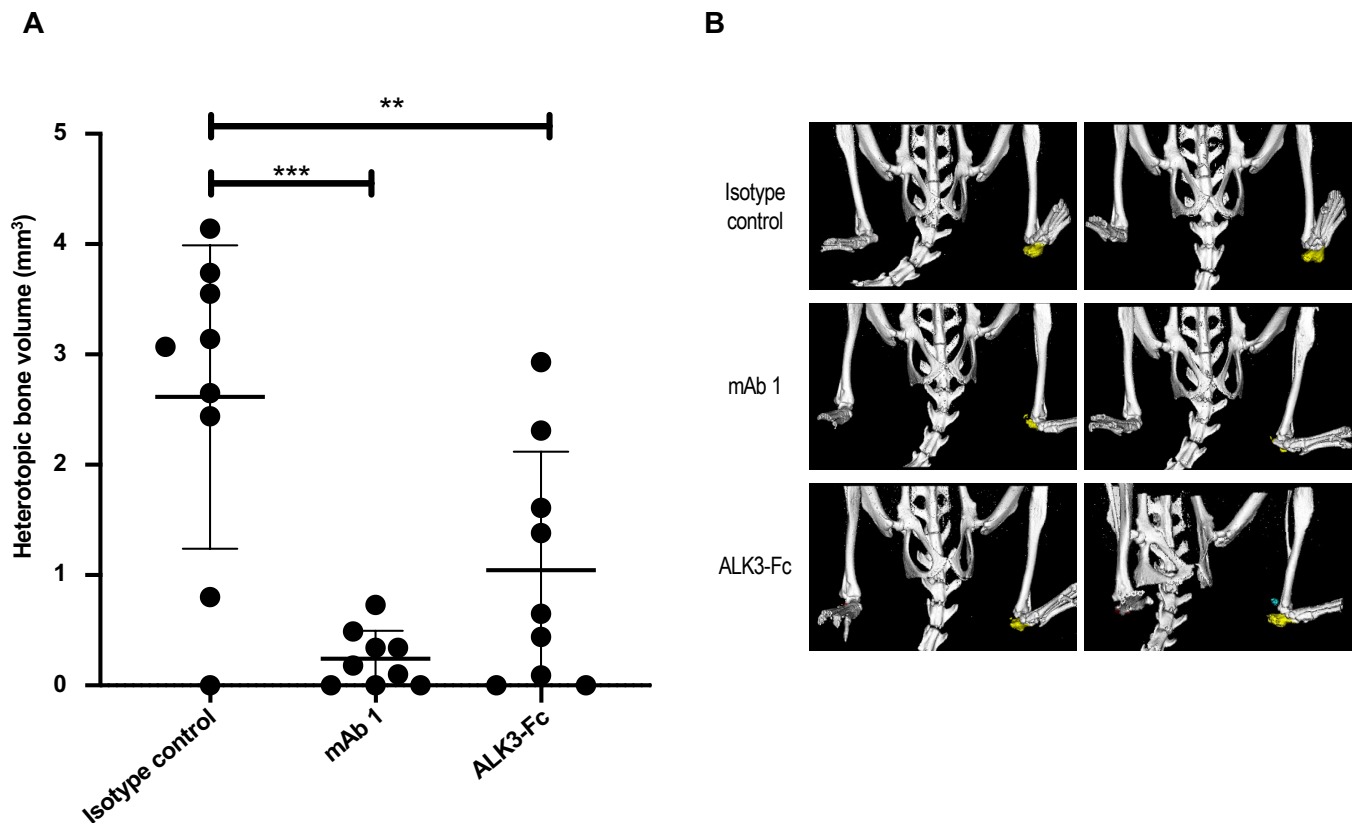 A
B
**
***
5
4
3
2
1
0
Heterotopic bone volume (mm³)
Isotype control
mAb 1
ALK3-Fc
Isotype
control
mAb 1
ALK3-Fc